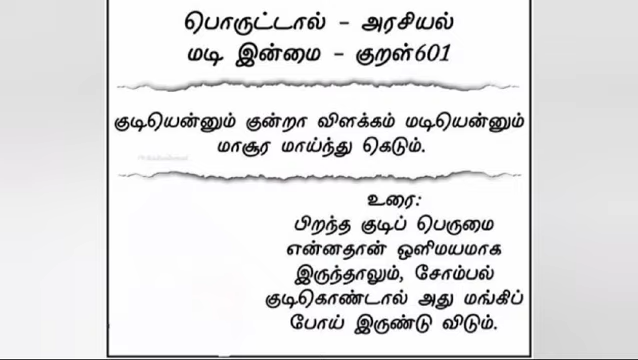 பொருட்டால் - அரசியல்
மடி இன்மை - குறள்601
குடியென்னும் குன்றா விளக்கம் மடியென்னும்
மாசூர மாய்ந்து கெடும்.
உரை:
பிறந்த குடிப் பெருமை
என்னதான் ஒளிமயமாக
இருந்தாலும், சோம்பல்
குடிகொண்டால் அது மங்கிப்
போய் இருண்டு விடும்.